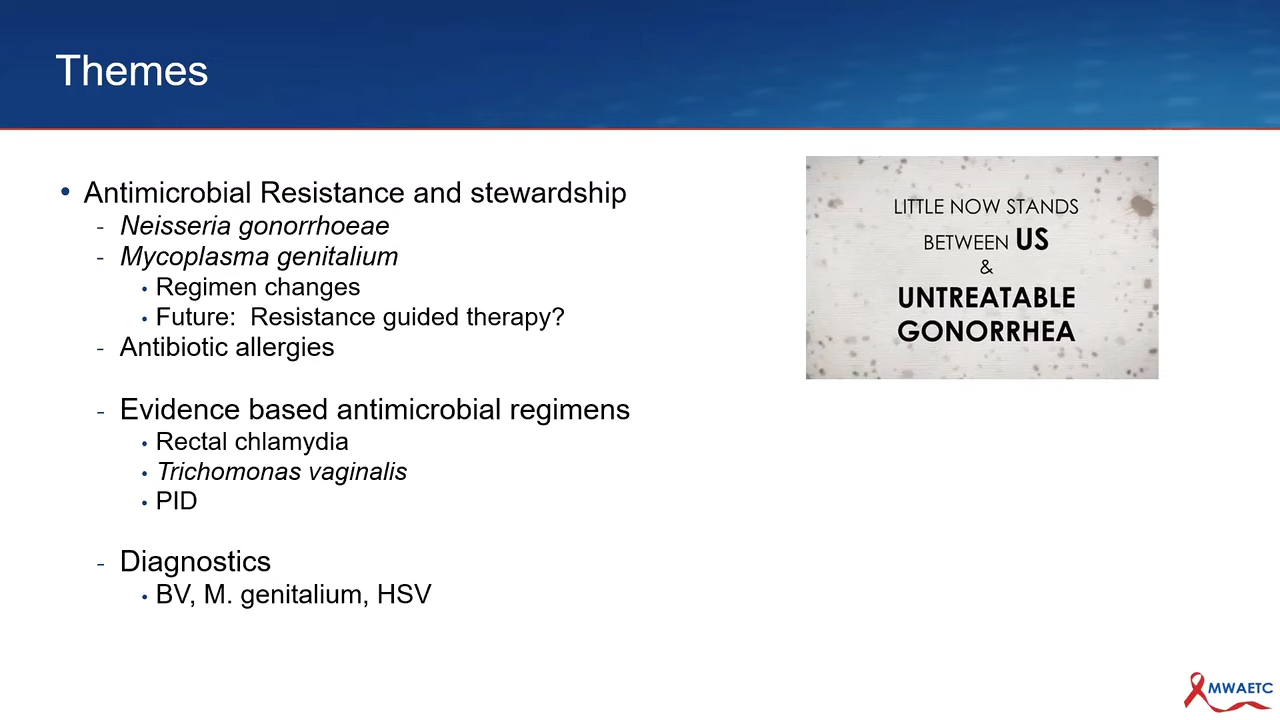 Themes
• Antimicrobial Resistance and stewardship
- Neisseria gonorrhoeae
- Mycoplasma genitalium
• Regimen changes
• Future:  Resistance guided therapy?
- Antibiotic allergies
- Evidence based antimicrobial regimens
• Rectal chlamydia
• Trichomonas vaginalis
• PID
- Diagnostics
• BV, M. genitalium, HSV
LITTLE NOW STANDS
BETWEEN US
&
UNTREATABLE
GONORRHEA
MWAETC